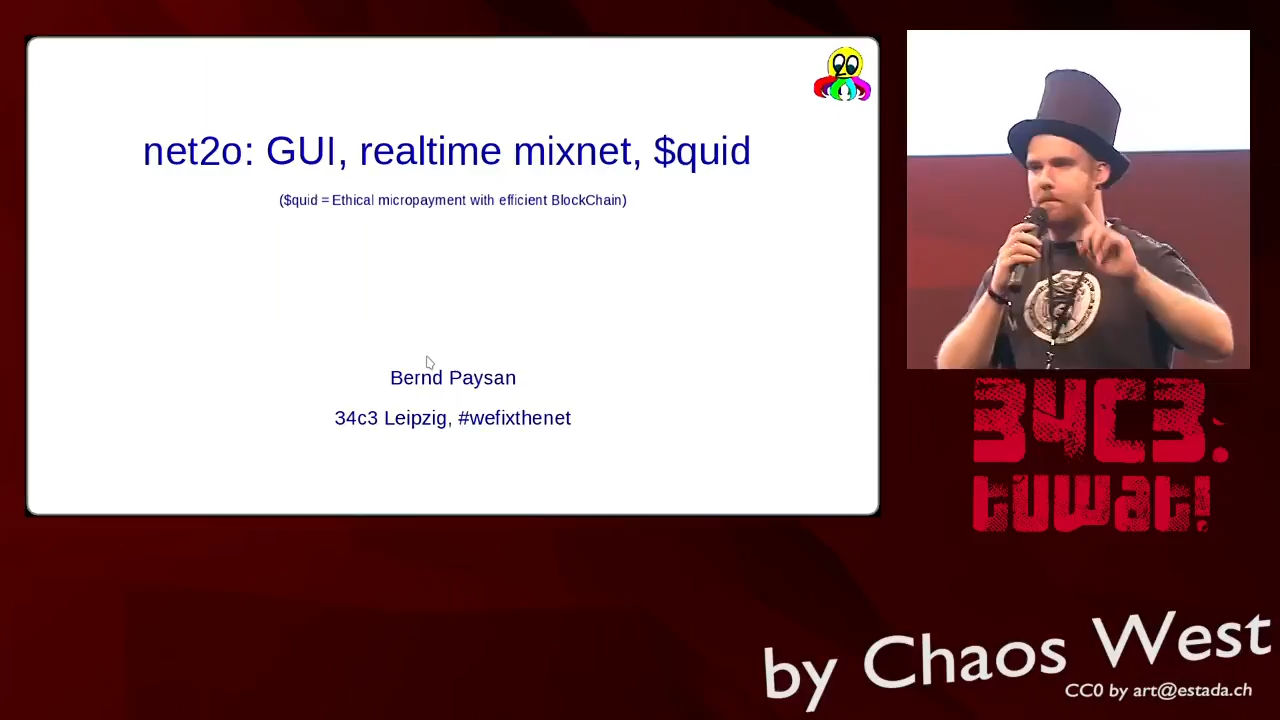 net2o: GUI, realtime mixnet, $quid
($quid = Ethical micropayment with efficient BlockChain)
Bernd Paysan
34c3 Leipzig, #wefixthenet
34C3:
tuwat!
by Chaos West
CC0 by art@estada.ch